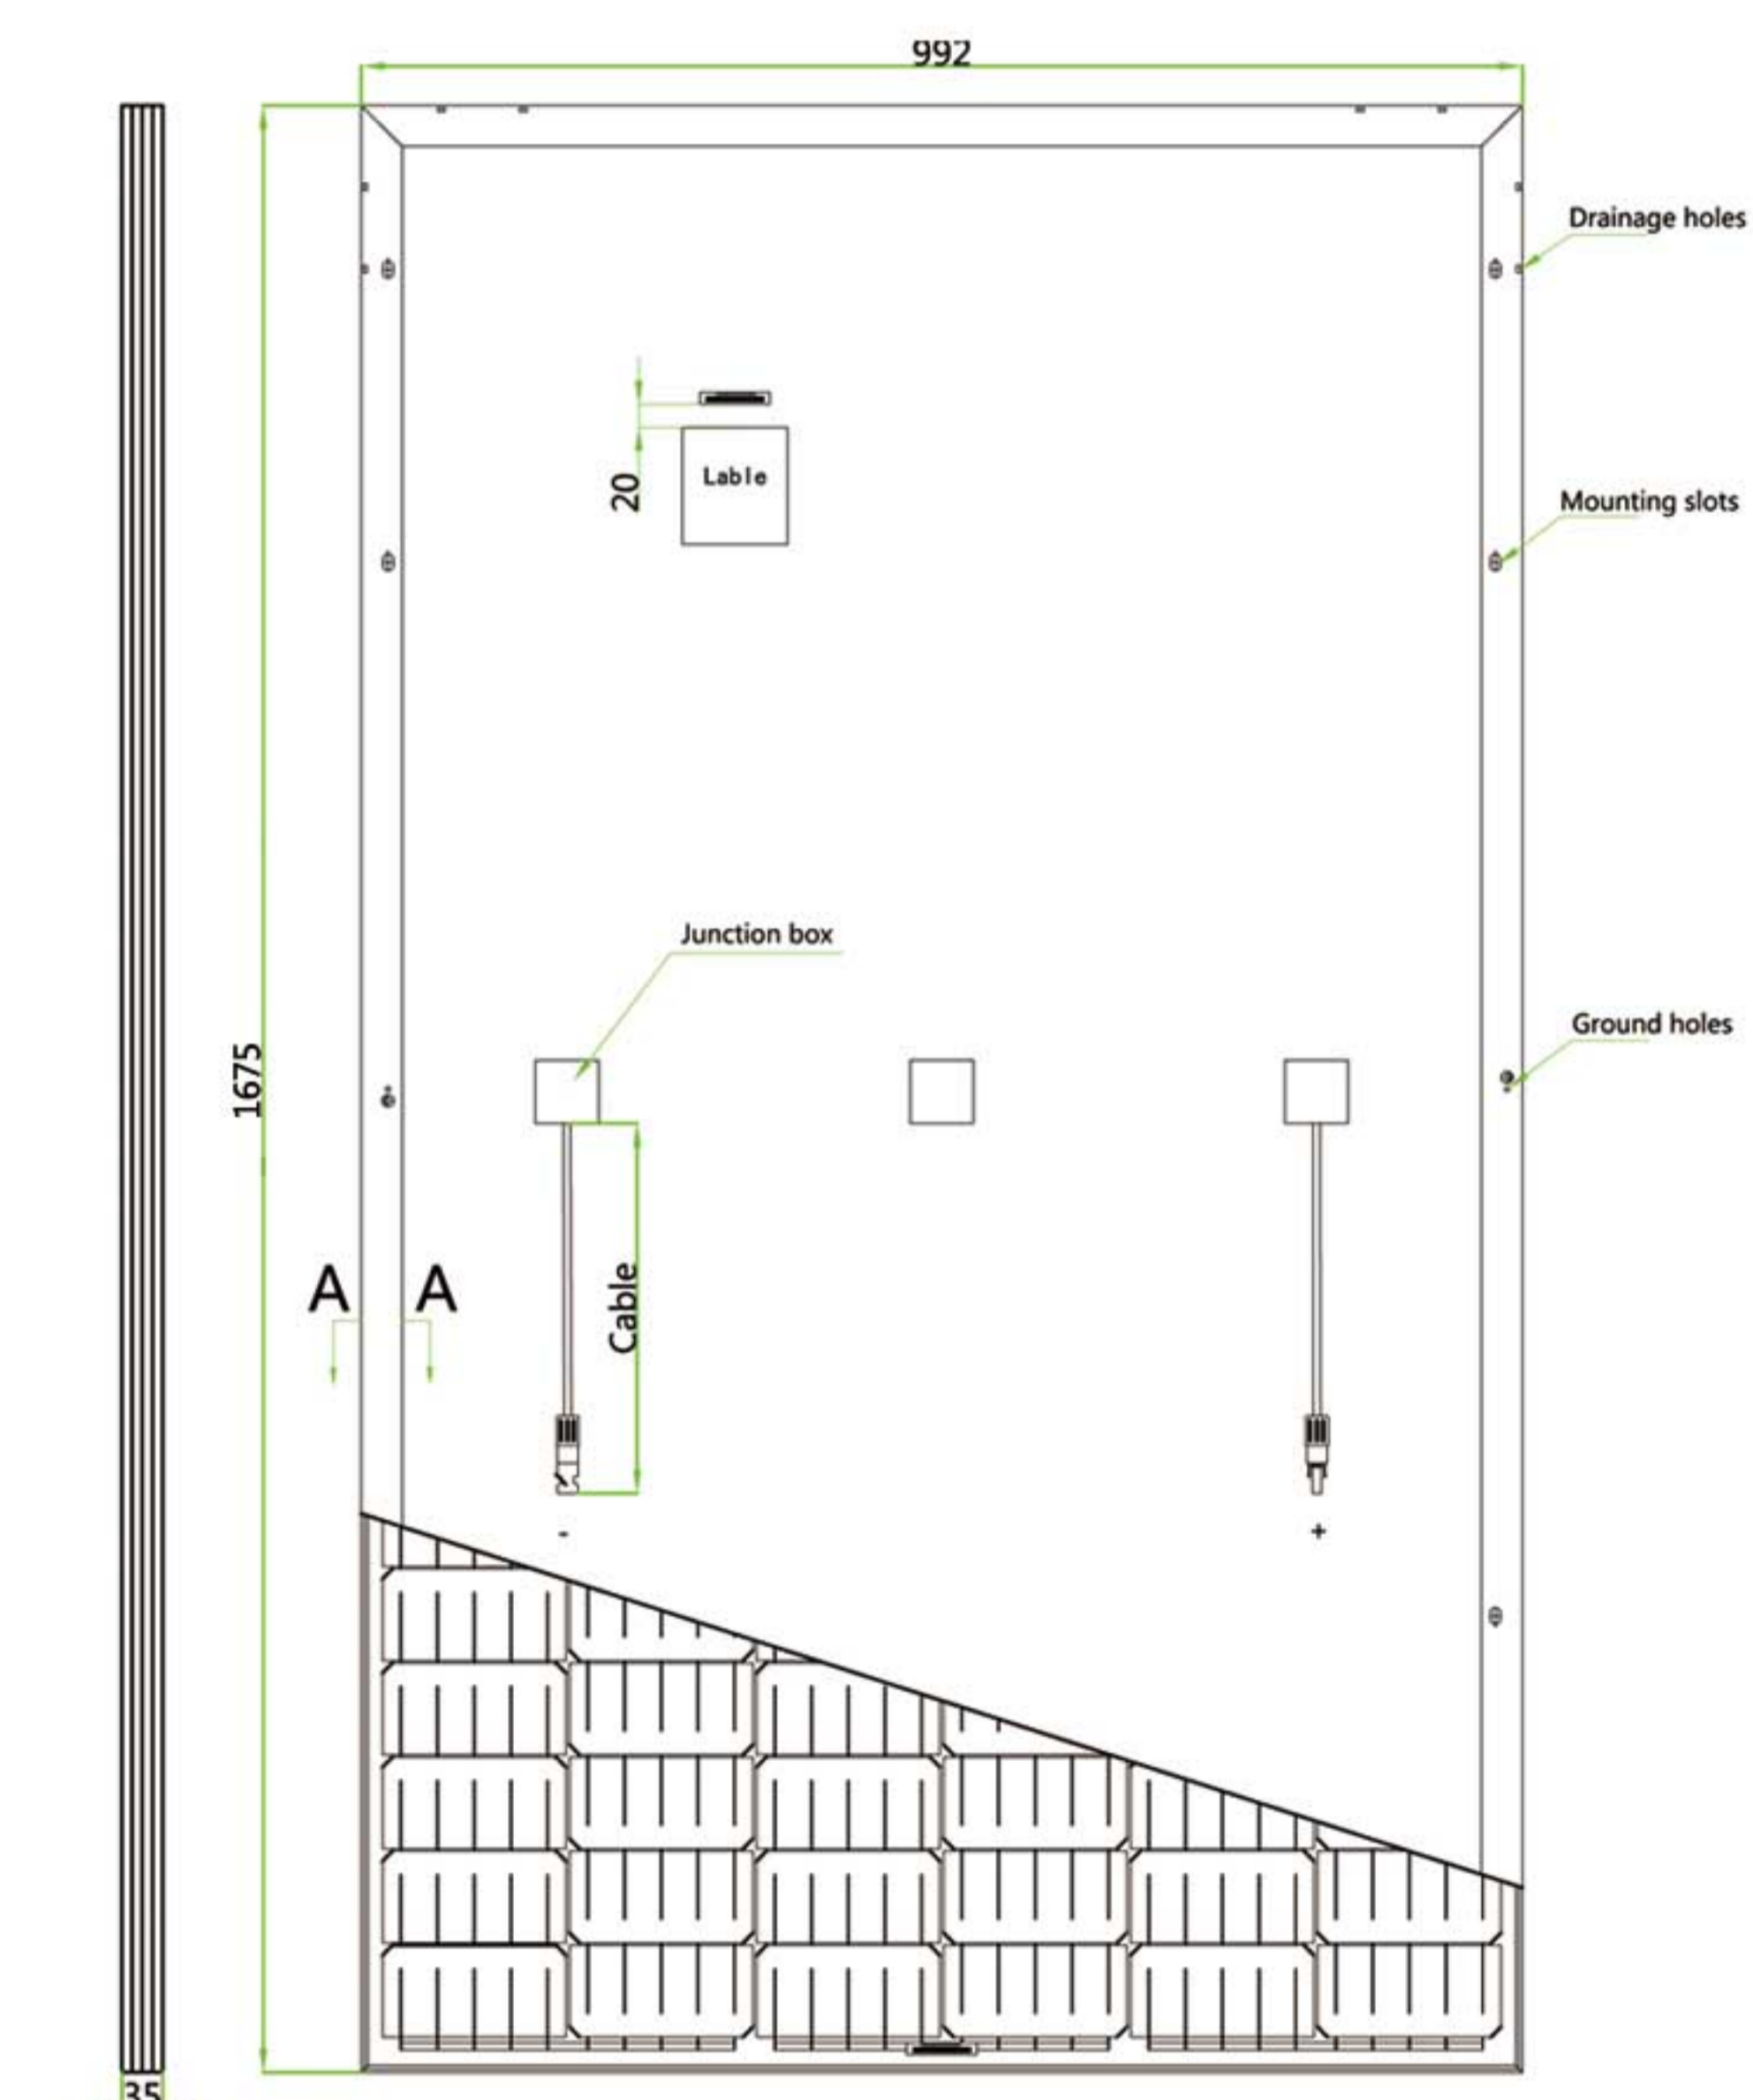 992
Drainage holes
Lable
20
Mounting slots
Junction box
Ground holes
1675
A A
Cable
- +
35